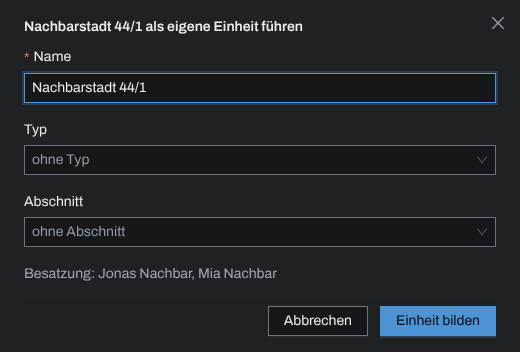 Nachbarstadt 44/1 als eigene Einheit führen
* Name
Nachbarstadt 44/1
Typ
ohne Typ
Abschnitt
ohne Abschnitt
Besatzung: Jonas Nachbar, Mia Nachbar
Abbrechen
Einheit bilden